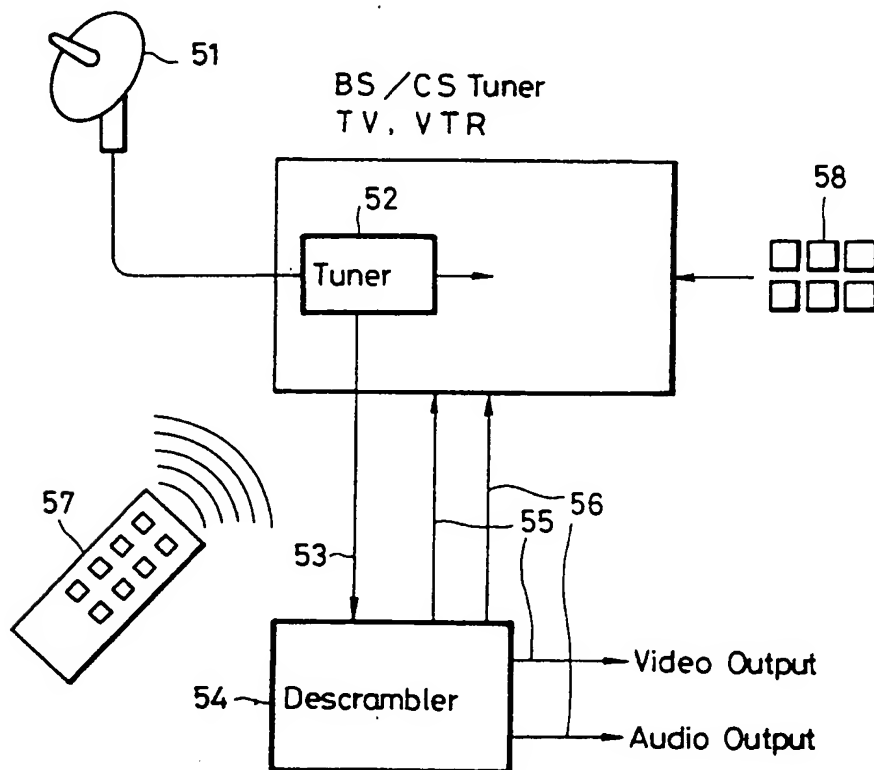 51
BS/CS Tuner
TV, VTR
52
58
Tuner
57
53
55
56
54
Descrambler
Video Output
Audio Output